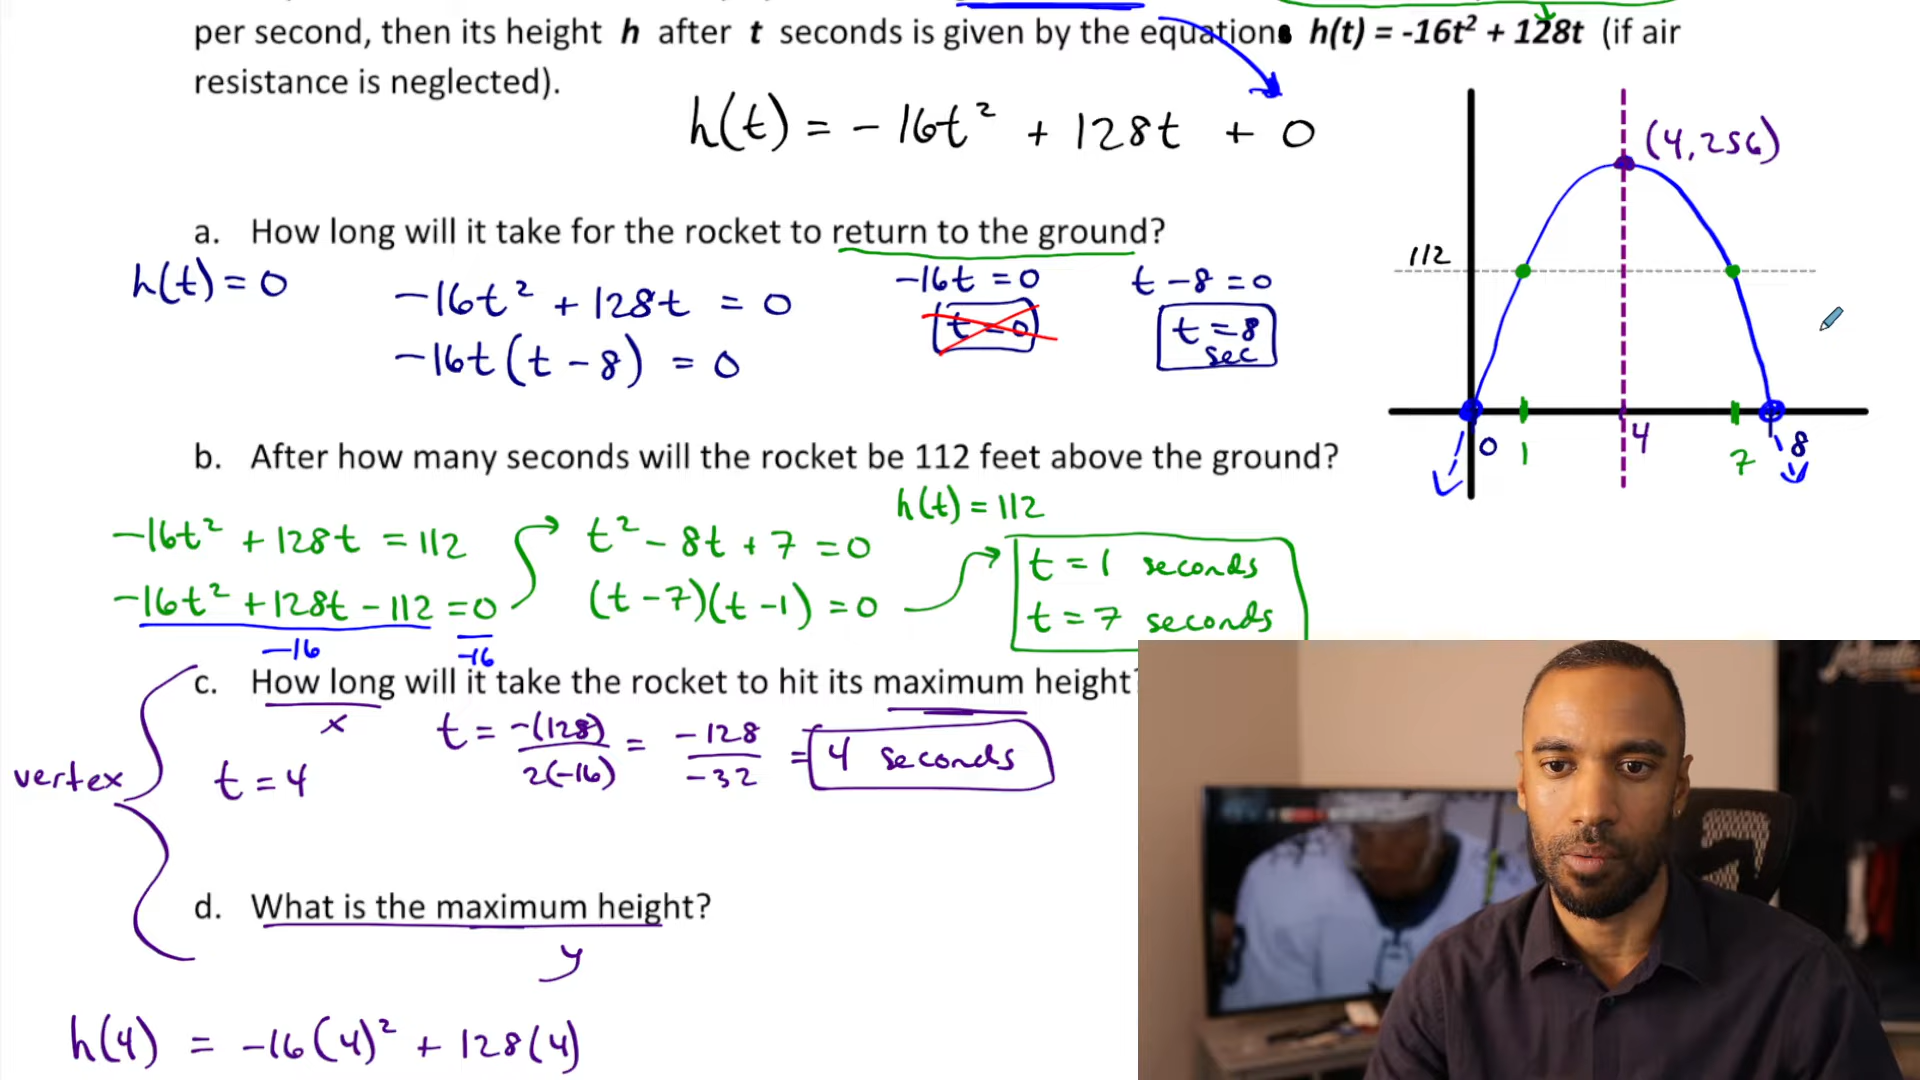 per second, then its height h after t seconds is given by the equations h(t) = -16t² + 128t (if air
resistance is neglected).
h(t) = -16t² + 128t + 0
(4,256)
112
0
1
4
7
8
a. How long will it take for the rocket to return to the ground?
h(t) = 0
-16t² + 128t = 0
-16t(t - 8) = 0
-16t = 0
t = 0
t - 8 = 0
t = 8
sec
b. After how many seconds will the rocket be 112 feet above the ground?
h(t) = 112
-16t² + 128t = 112
-16t² + 128t - 112 = 0
-16
-16
t² - 8t + 7 = 0
(t - 7)(t - 1) = 0
t = 1 seconds
t = 7 seconds
c. How long will it take the rocket to hit its maximum height?
x
t = -(128)/2(-16) = -128/-32 = 4 seconds
vertex
t = 4
d. What is the maximum height?
y
h(4) = -16(4)² + 128(4)